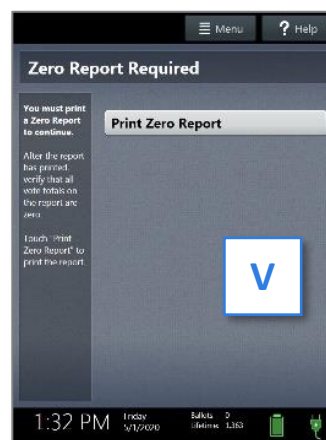 Menu
? Help
Zero Report Required
You must print
a Zero Report
to continue.
Print Zero Report
After the report
has printed,
verify that all
vote totals on
the report are
zero.
Touch "Print
Zero Report" to
print the report.
V
1:32 PM
Friday
5/1/2020
Ballots 0
Lifetime: 1,363